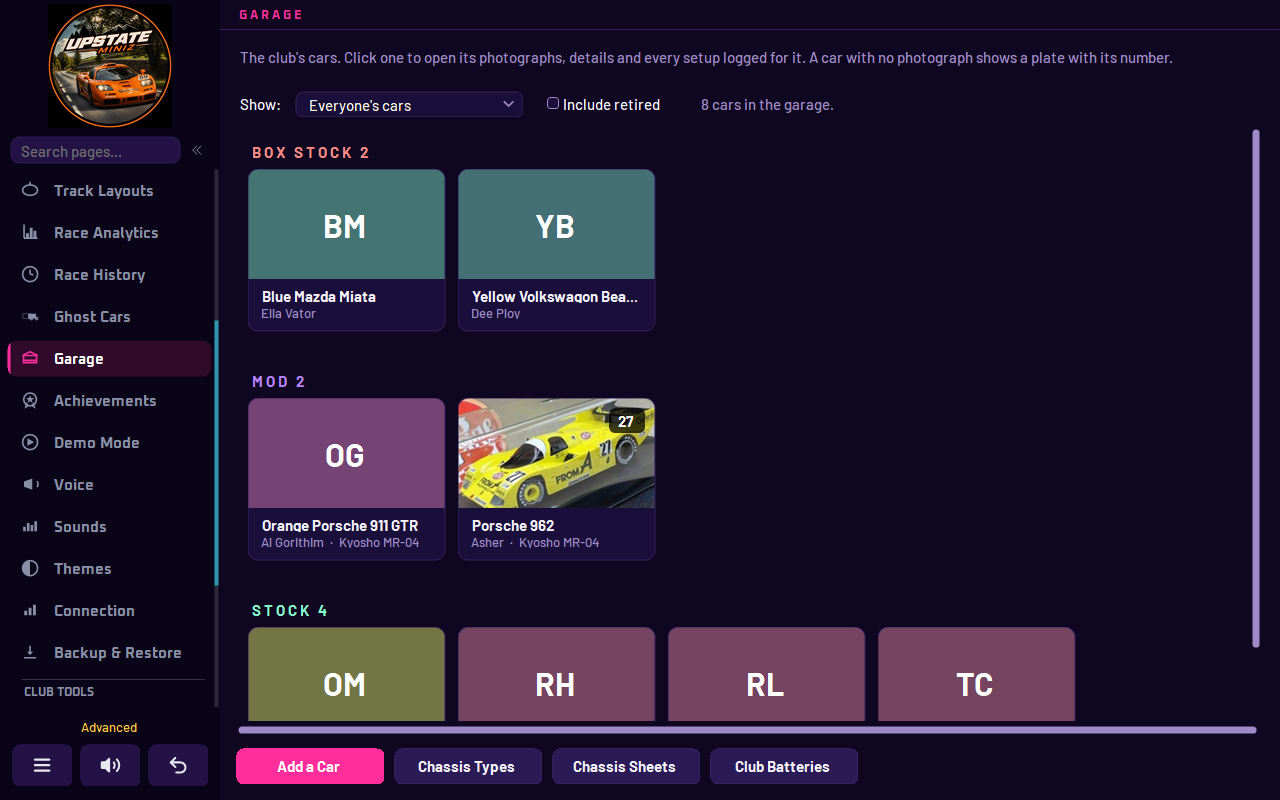 UPSTATE
MINIZ
GARAGE
The club's cars. Click one to open its photographs, details and every setup logged for it. A car with no photograph shows a plate with its number.
Show:
Everyone's cars
Include retired
8 cars in the garage.
Search pages...
Track Layouts
Race Analytics
Race History
Ghost Cars
Garage
Achievements
Demo Mode
Voice
Sounds
Themes
Connection
Backup & Restore
CLUB TOOLS
Advanced
BOX STOCK 2
BM
YB
Blue Mazda Miata
Ella Vator
Yellow Volkswagon Bea...
Dee Ploy
MOD 2
OG
27
27
27
FROM A
Orange Porsche 911 GTR
Al Gorithim · Kyosho MR-04
Porsche 962
Asher · Kyosho MR-04
STOCK 4
OM
RH
RL
TC
Add a Car
Chassis Types
Chassis Sheets
Club Batteries